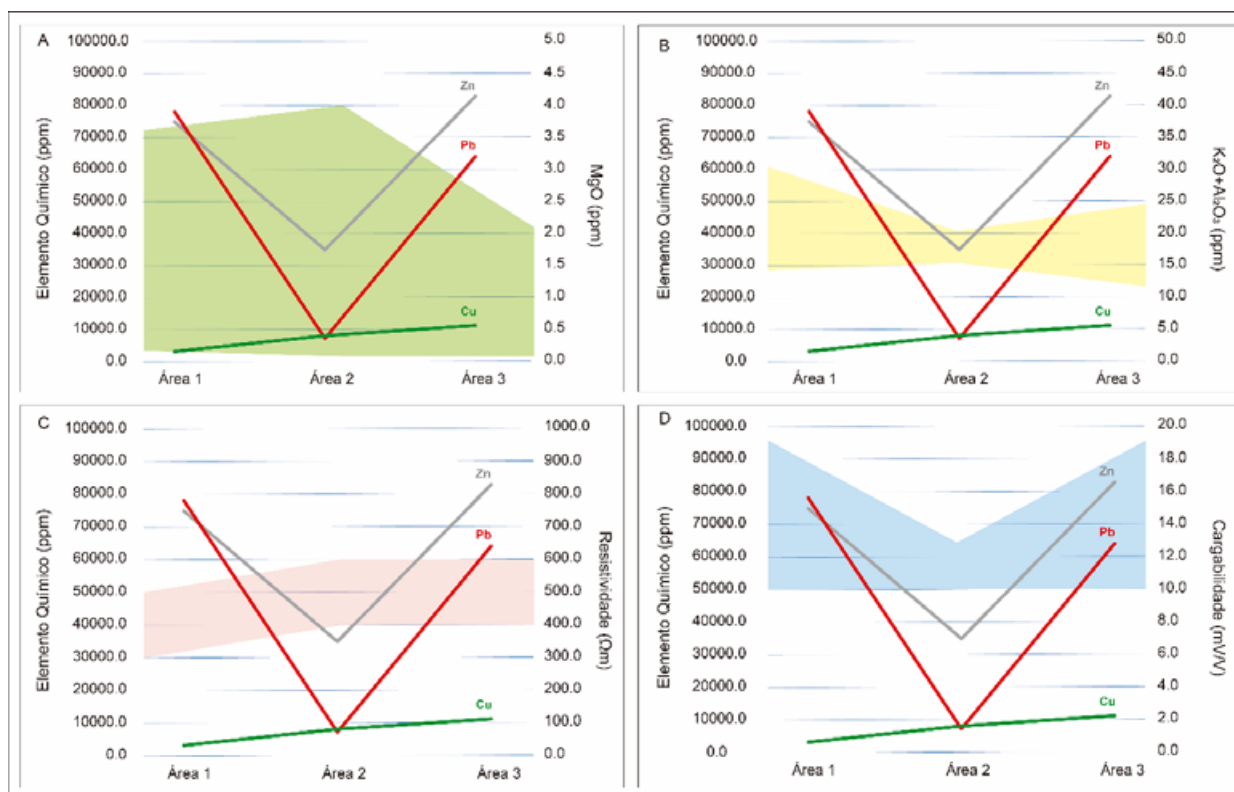 A
Elemento Químico (ppm)
100000.0
90000.0
80000.0
70000.0
60000.0
50000.0
40000.0
30000.0
20000.0
10000.0
0.0
5.0
4.5
4.0
3.5
3.0
2.5
2.0
1.5
1.0
0.5
0.0
MgO (ppm)
Zn
Pb
Cu
Área 1
Área 2
Área 3
B
Elemento Químico (ppm)
100000.0
90000.0
80000.0
70000.0
60000.0
50000.0
40000.0
30000.0
20000.0
10000.0
0.0
50.0
45.0
40.0
35.0
30.0
25.0
20.0
15.0
10.0
5.0
0.0
K₂O+Al₂O₃ (ppm)
Zn
Pb
Cu
Área 1
Área 2
Área 3
C
Elemento Químico (ppm)
100000.0
90000.0
80000.0
70000.0
60000.0
50000.0
40000.0
30000.0
20000.0
10000.0
0.0
1000.0
900.0
800.0
700.0
600.0
500.0
400.0
300.0
200.0
100.0
0.0
Resistividade (Ωm)
Zn
Pb
Cu
Área 1
Área 2
Área 3
D
Elemento Químico (ppm)
100000.0
90000.0
80000.0
70000.0
60000.0
50000.0
40000.0
30000.0
20000.0
10000.0
0.0
20.0
18.0
16.0
14.0
12.0
10.0
8.0
6.0
4.0
2.0
0.0
Cargabilidade (mV/V)
Zn
Pb
Cu
Área 1
Área 2
Área 3